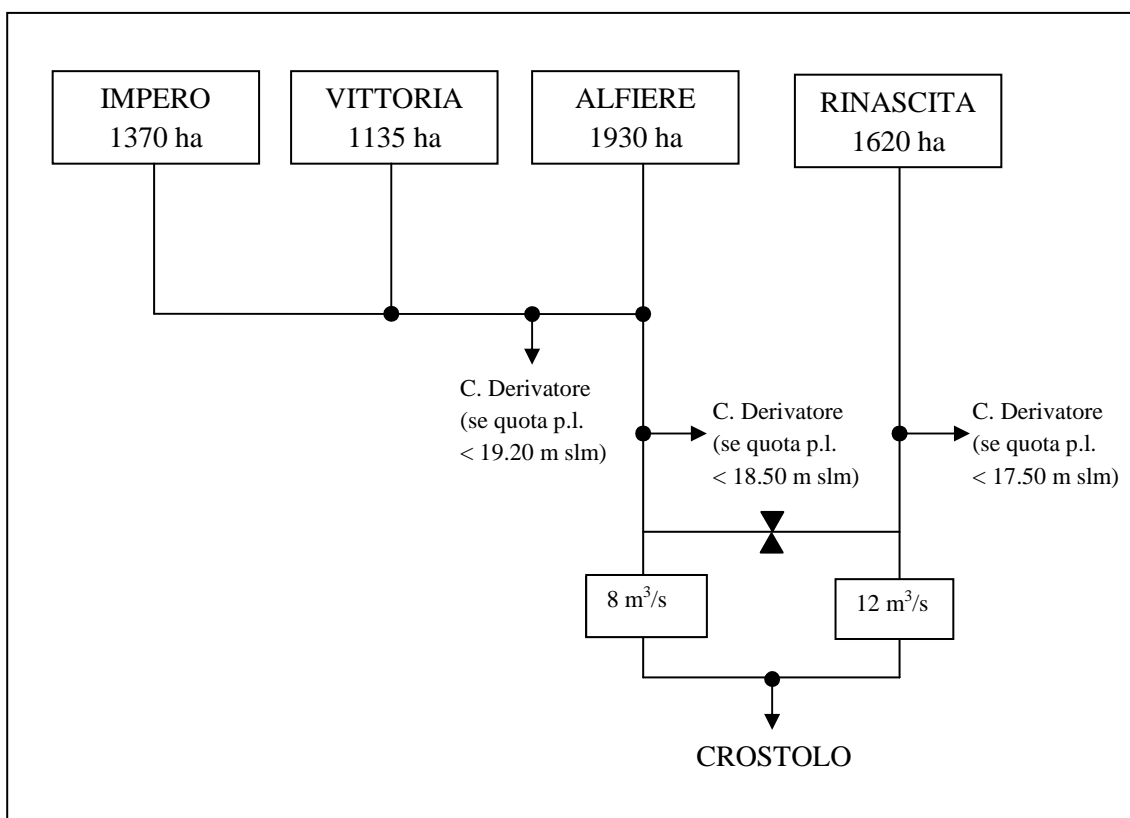 IMPERO
1370 ha
VITTORIA
1135 ha
ALFIERE
1930 ha
RINASCITA
1620 ha
C. Derivatore
(se quota p.l.
< 19.20 m slm)
C. Derivatore
(se quota p.l.
< 18.50 m slm)
C. Derivatore
(se quota p.l.
< 17.50 m slm)
8 m³/s
12 m³/s
CROSTOLO